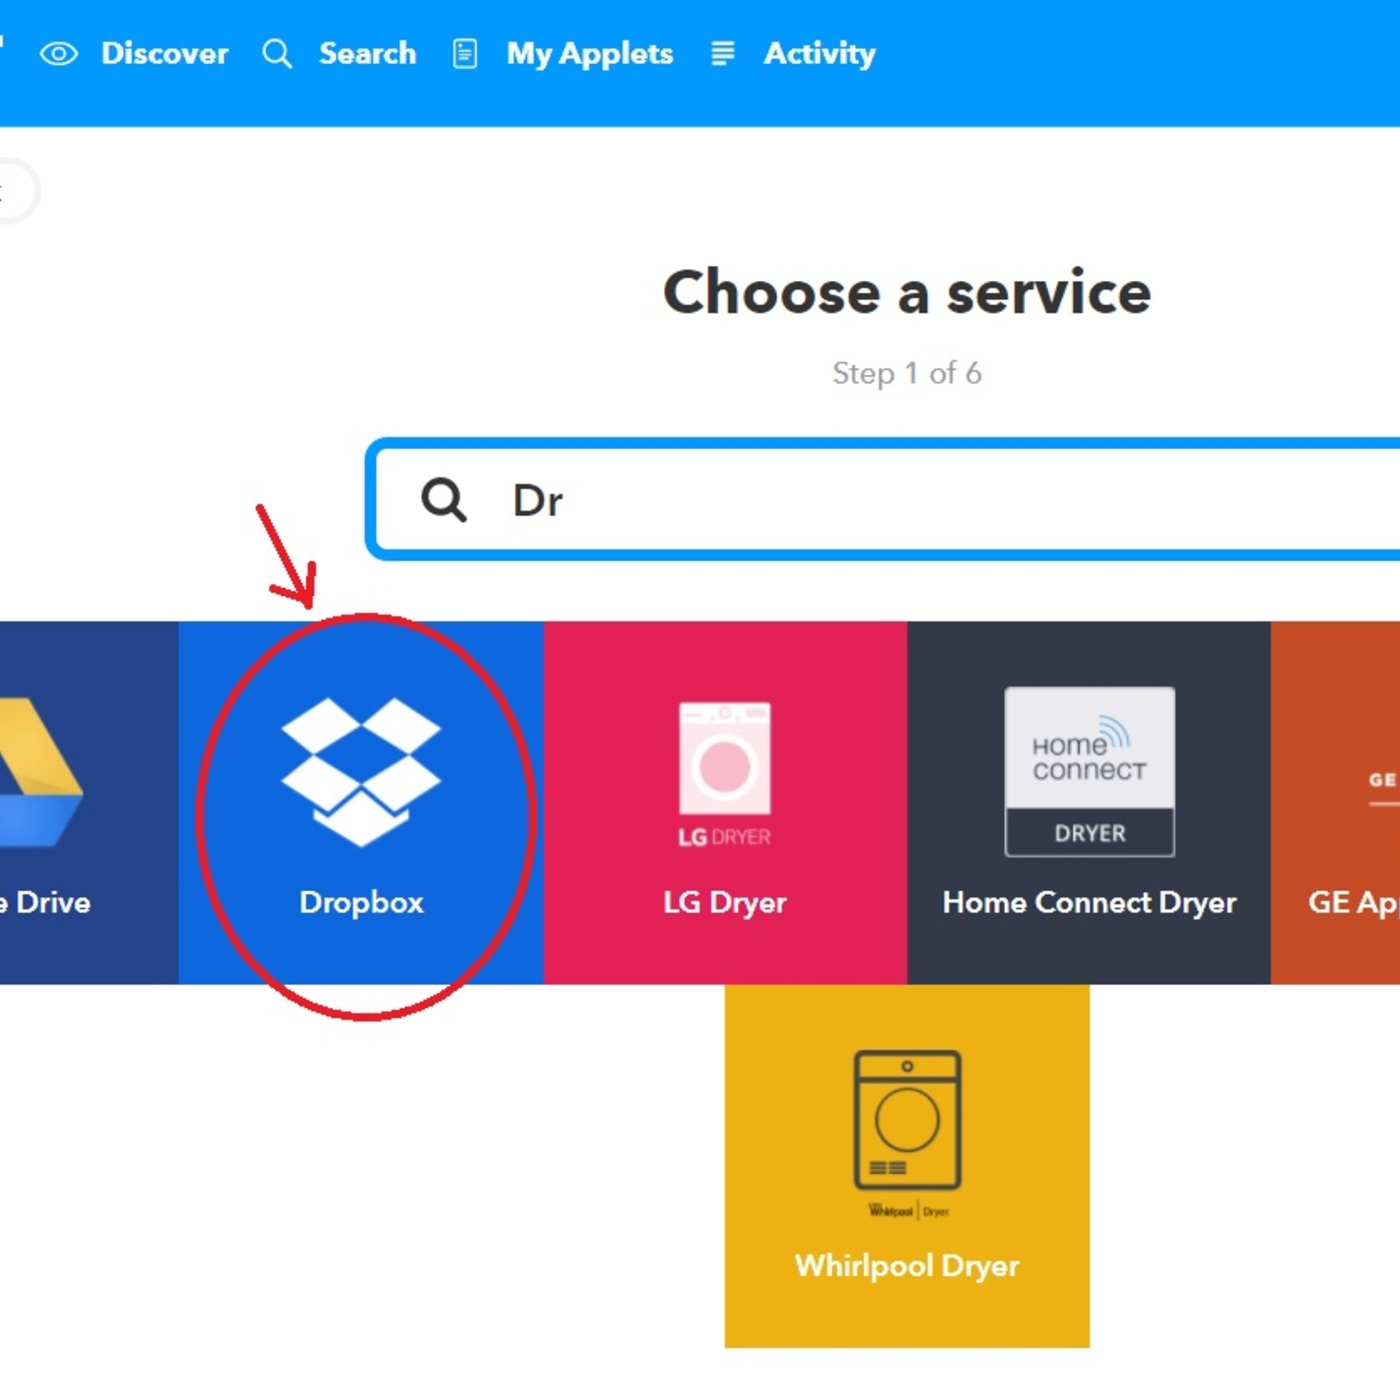 Discover Search My Applets Activity
Choose a service
Step 1 of 6
Dr
LG DRYER
HOME CONNECT
DRYER
GE
e Drive
Dropbox
LG Dryer
Home Connect Dryer
GE Ap
Whirlpool Dryer
Whirlpool Dryer